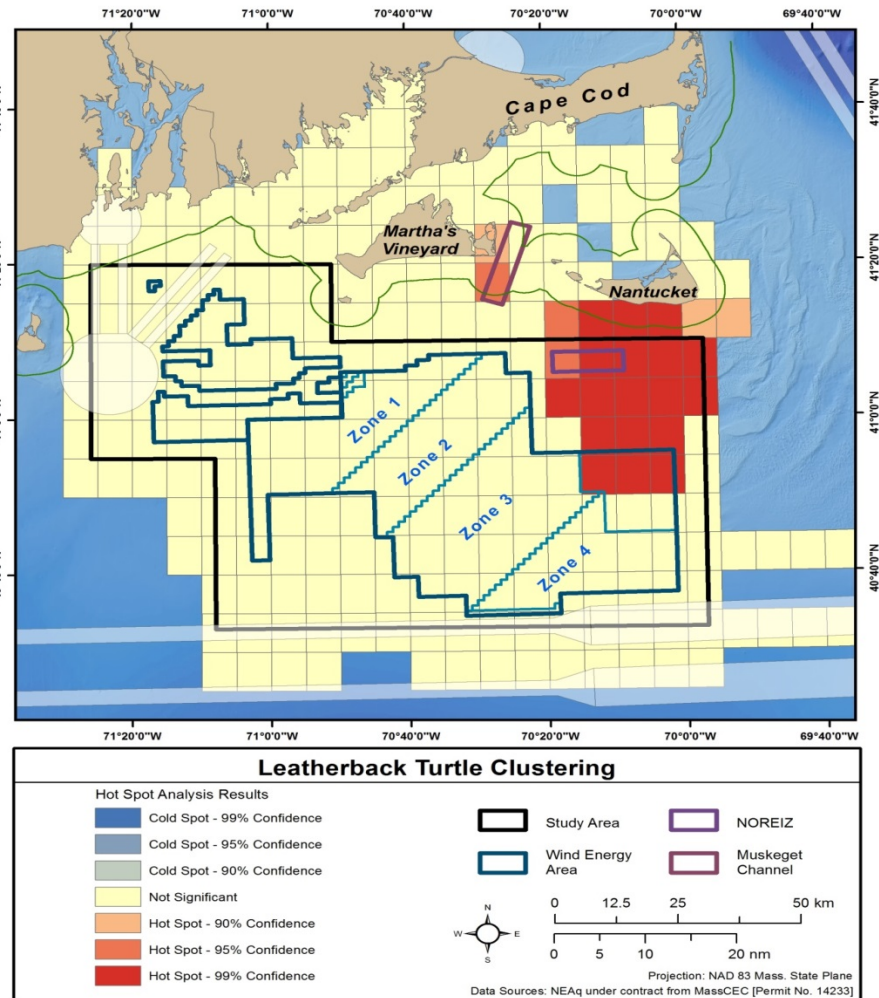 71°20'0"W 71°0'0"W 70°40'0"W 70°20'0"W 70°0'0"W 69°40'0"W
41°40'0"N
41°20'0"N
41°0'0"N
40°40'0"N
Cape Cod
Martha's
Vineyard
Nantucket
Zone 1
Zone 2
Zone 3
Zone 4
71°20'0"W 71°0'0"W 70°40'0"W 70°20'0"W 70°0'0"W 69°40'0"W
Leatherback Turtle Clustering
Hot Spot Analysis Results
Cold Spot - 99% Confidence
Cold Spot - 95% Confidence
Cold Spot - 90% Confidence
Not Significant
Hot Spot - 90% Confidence
Hot Spot - 95% Confidence
Hot Spot - 99% Confidence
Study Area
NOREIZ
Wind Energy
Area
Muskeget
Channel
N
W E
S
0 12.5 25 50 km
0 5 10 20 nm
Projection: NAD 83 Mass. State Plane
Data Sources: NEAq under contract from MassCEC [Permit No. 14233]